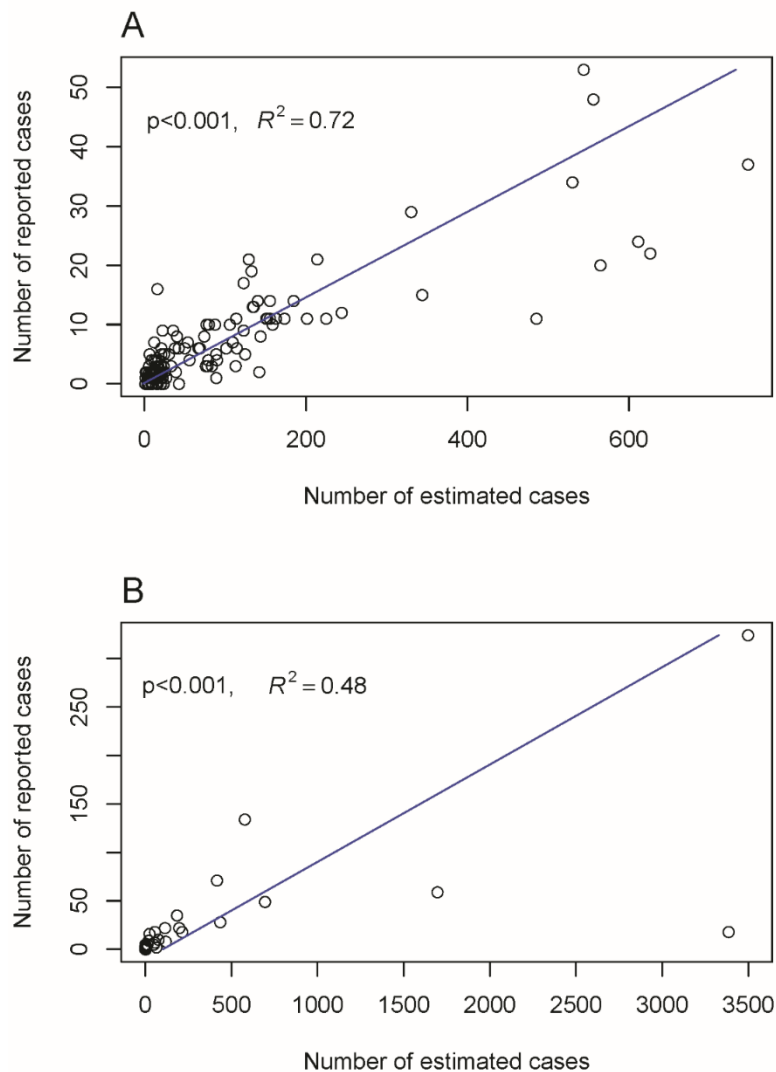 A
p<0.001, R² = 0.72
Number of reported cases
0
10
20
30
40
50
0
200
400
600
Number of estimated cases
B
p<0.001, R² = 0.48
Number of reported cases
0
50
150
250
0
500
1000
1500
2000
2500
3000
3500
Number of estimated cases